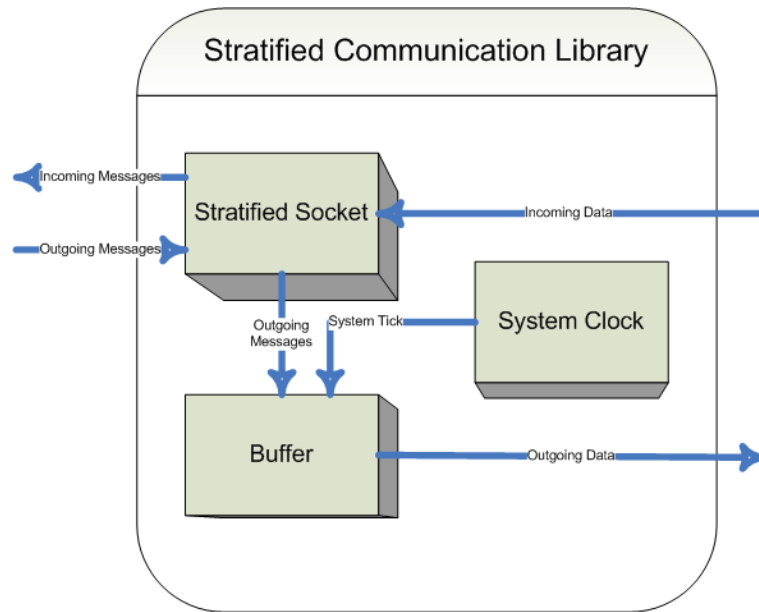 Stratified Communication Library
Incoming Messages
Stratified Socket
Incoming Data
Outgoing Messages
System Clock
System Tick
Outgoing
Messages
Buffer
Outgoing Data